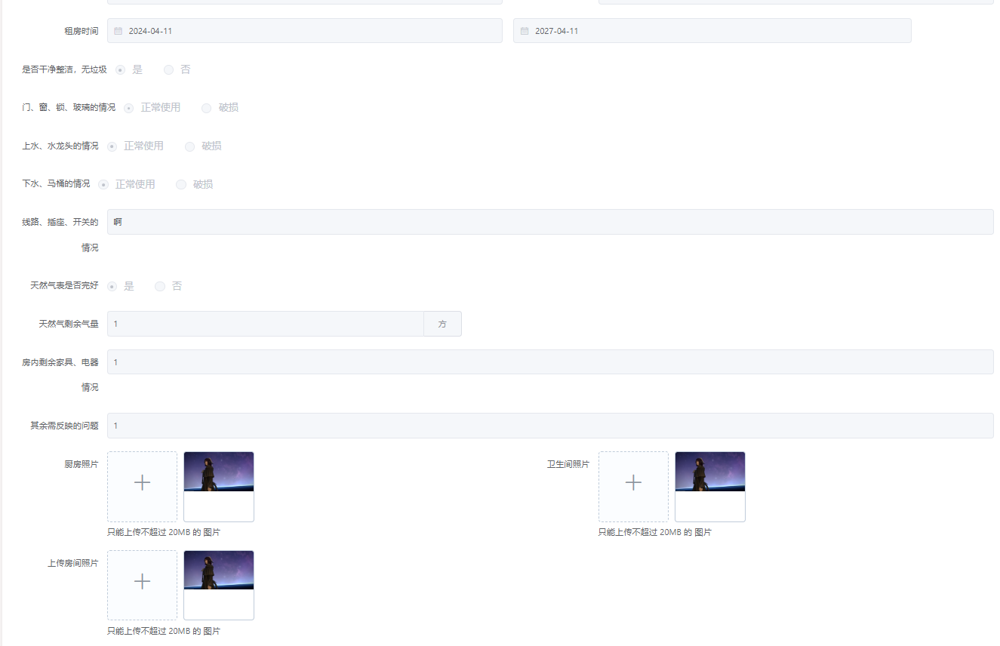 租房时间 2024-04-11 2027-04-11
是否干净整洁，无垃圾 是 否
门、窗、锁、玻璃的情况 正常使用 破损
上水、水龙头的情况 正常使用 破损
下水、马桶的情况 正常使用 破损
线路、插座、开关的 啊
情况
天然气表是否完好 是 否
天然气剩余气量 1 方
房内剩余家具、电器 1
情况
其余需反映的问题 1
厨房照片 卫生间照片
只能上传不超过 20MB 的 图片 只能上传不超过 20MB 的 图片
上传房间照片
只能上传不超过 20MB 的 图片